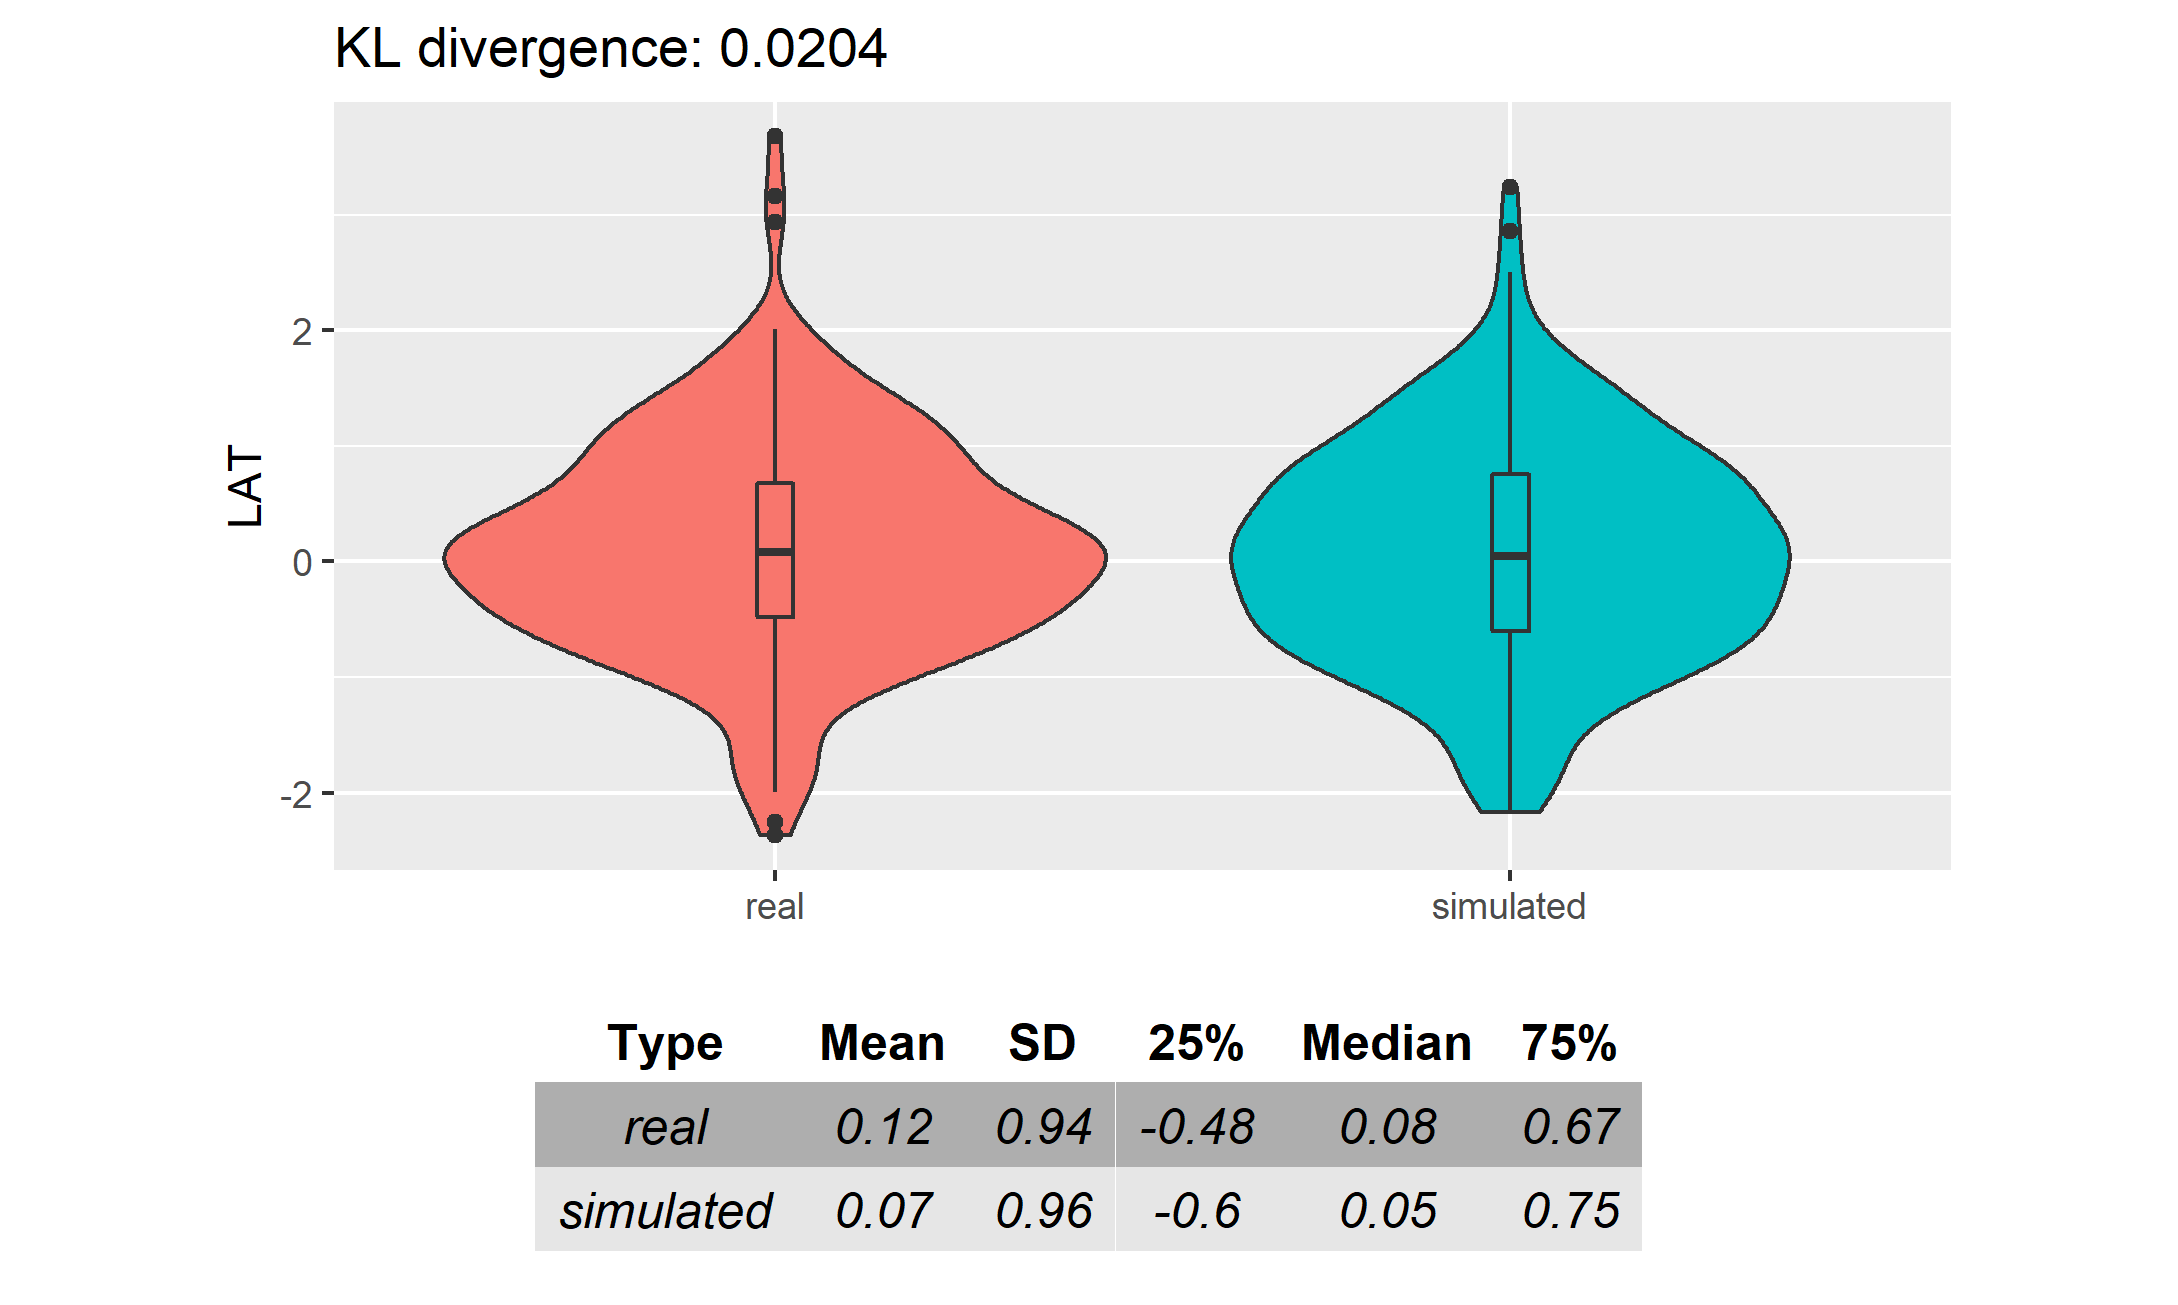 KL divergence: 0.0204
LAT
2
0
-2
real simulated
Type Mean SD 25% Median 75%
real 0.12 0.94 -0.48 0.08 0.67
simulated 0.07 0.96 -0.6 0.05 0.75